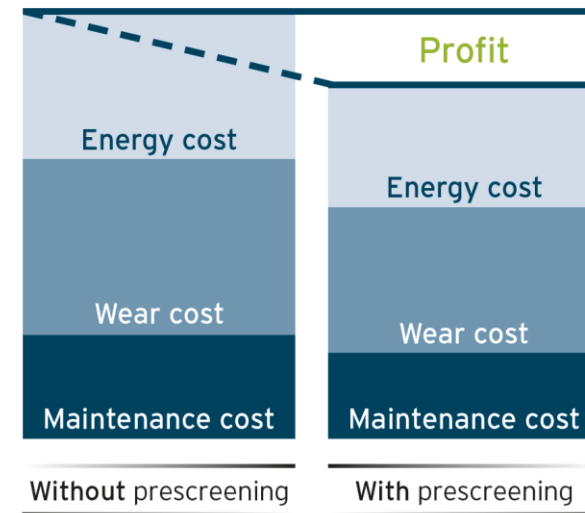 Profit
Energy cost
Energy cost
Wear cost
Wear cost
Maintenance cost
Maintenance cost
Without prescreening
With prescreening